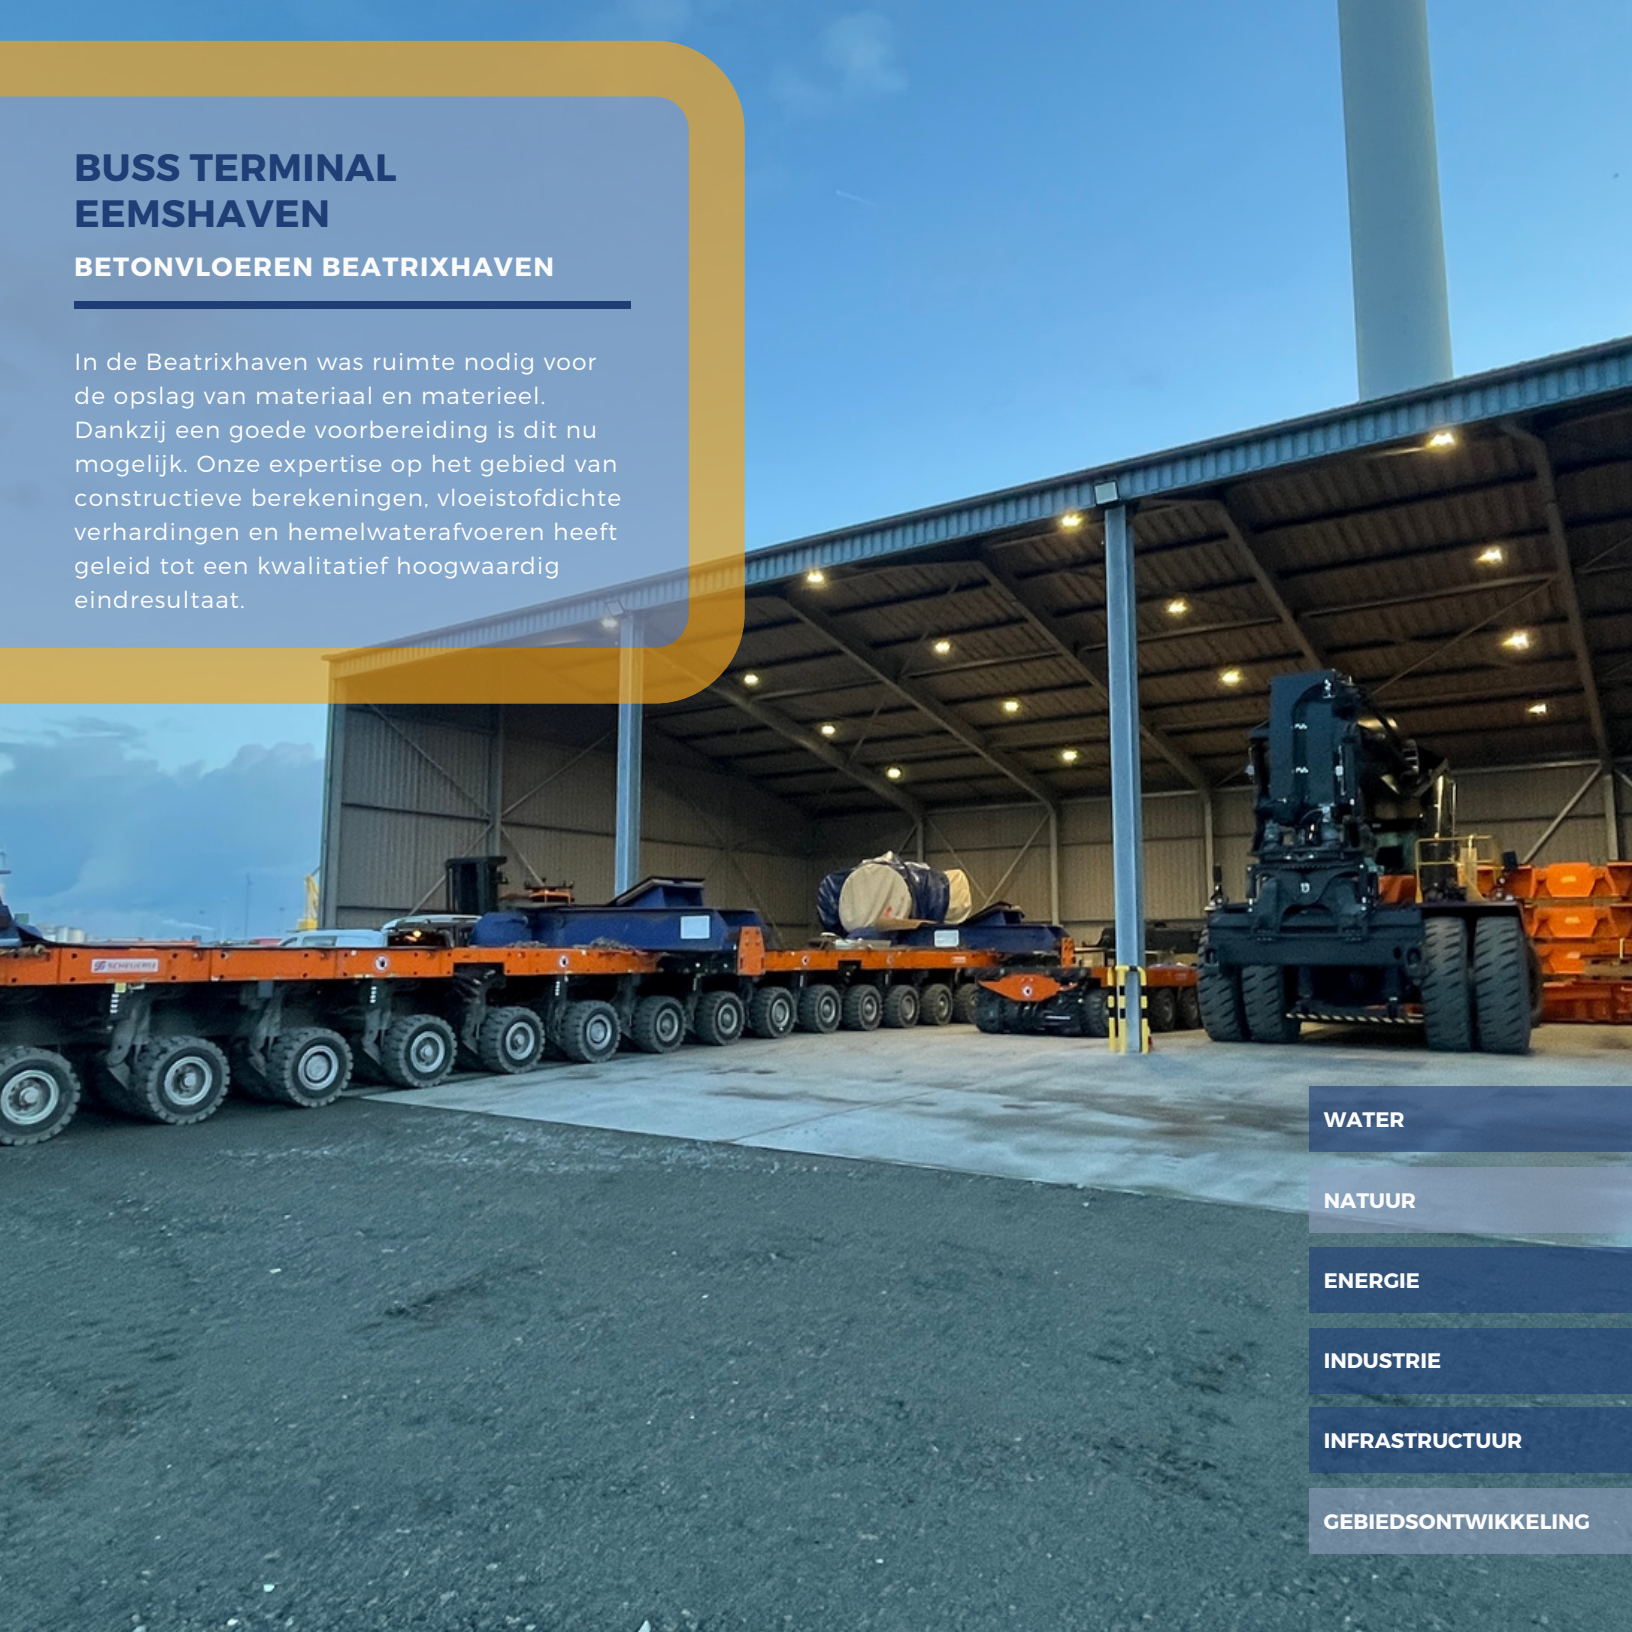 BUSS TERMINAL
EEMSHAVEN
BETONVLOEREN BEATRIXHAVEN
In de Beatrixhaven was ruimte nodig voor
de opslag van materiaal en materieel.
Dankzij een goede voorbereiding is dit nu
mogelijk. Onze expertise op het gebied van
constructieve berekeningen, vloeistofdichte
verhardingen en hemelwaterafvoeren heeft
geleid tot een kwalitatief hoogwaardig
eindresultaat.
SCHEUERLE
WATER
NATUUR
ENERGIE
INDUSTRIE
INFRASTRUCTUUR
GEBIEDSONTWIKKELING